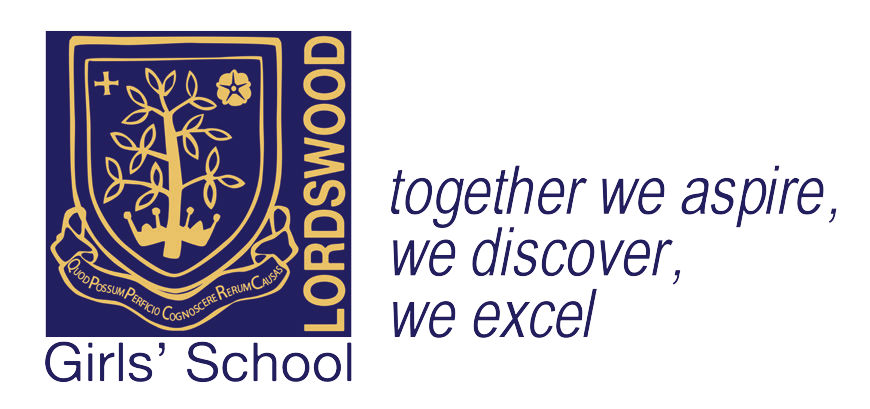 LORDSWOOD
QUOD POSSUM PERFICIO COGNOSCERE RERUM CAUSAS
Girls’ School
together we aspire,
we discover,
we excel